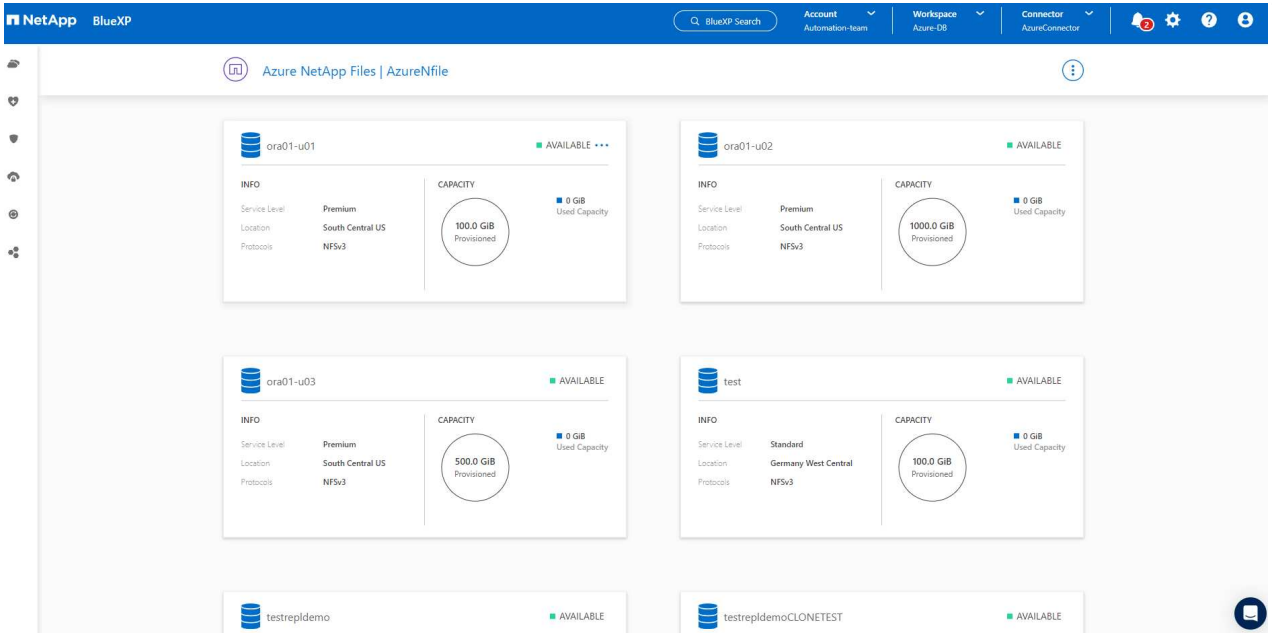 NetApp BlueXP
BlueXP Search
Account
Automation-team
Workspace
Azure-DB
Connector
AzureConnector
2
Azure NetApp Files | AzureNfile
ora01-u01
AVAILABLE
INFO
Service Level Premium
Location South Central US
Protocols NFSv3
CAPACITY
100.0 GiB
Provisioned
0 GiB
Used Capacity
ora01-u02
AVAILABLE
INFO
Service Level Premium
Location South Central US
Protocols NFSv3
CAPACITY
1000.0 GiB
Provisioned
0 GiB
Used Capacity
ora01-u03
AVAILABLE
INFO
Service Level Premium
Location South Central US
Protocols NFSv3
CAPACITY
500.0 GiB
Provisioned
0 GiB
Used Capacity
test
AVAILABLE
INFO
Service Level Standard
Location Germany West Central
Protocols NFSv3
CAPACITY
100.0 GiB
Provisioned
0 GiB
Used Capacity
testrepldemo
AVAILABLE
testrepldemoCLONETEST
AVAILABLE